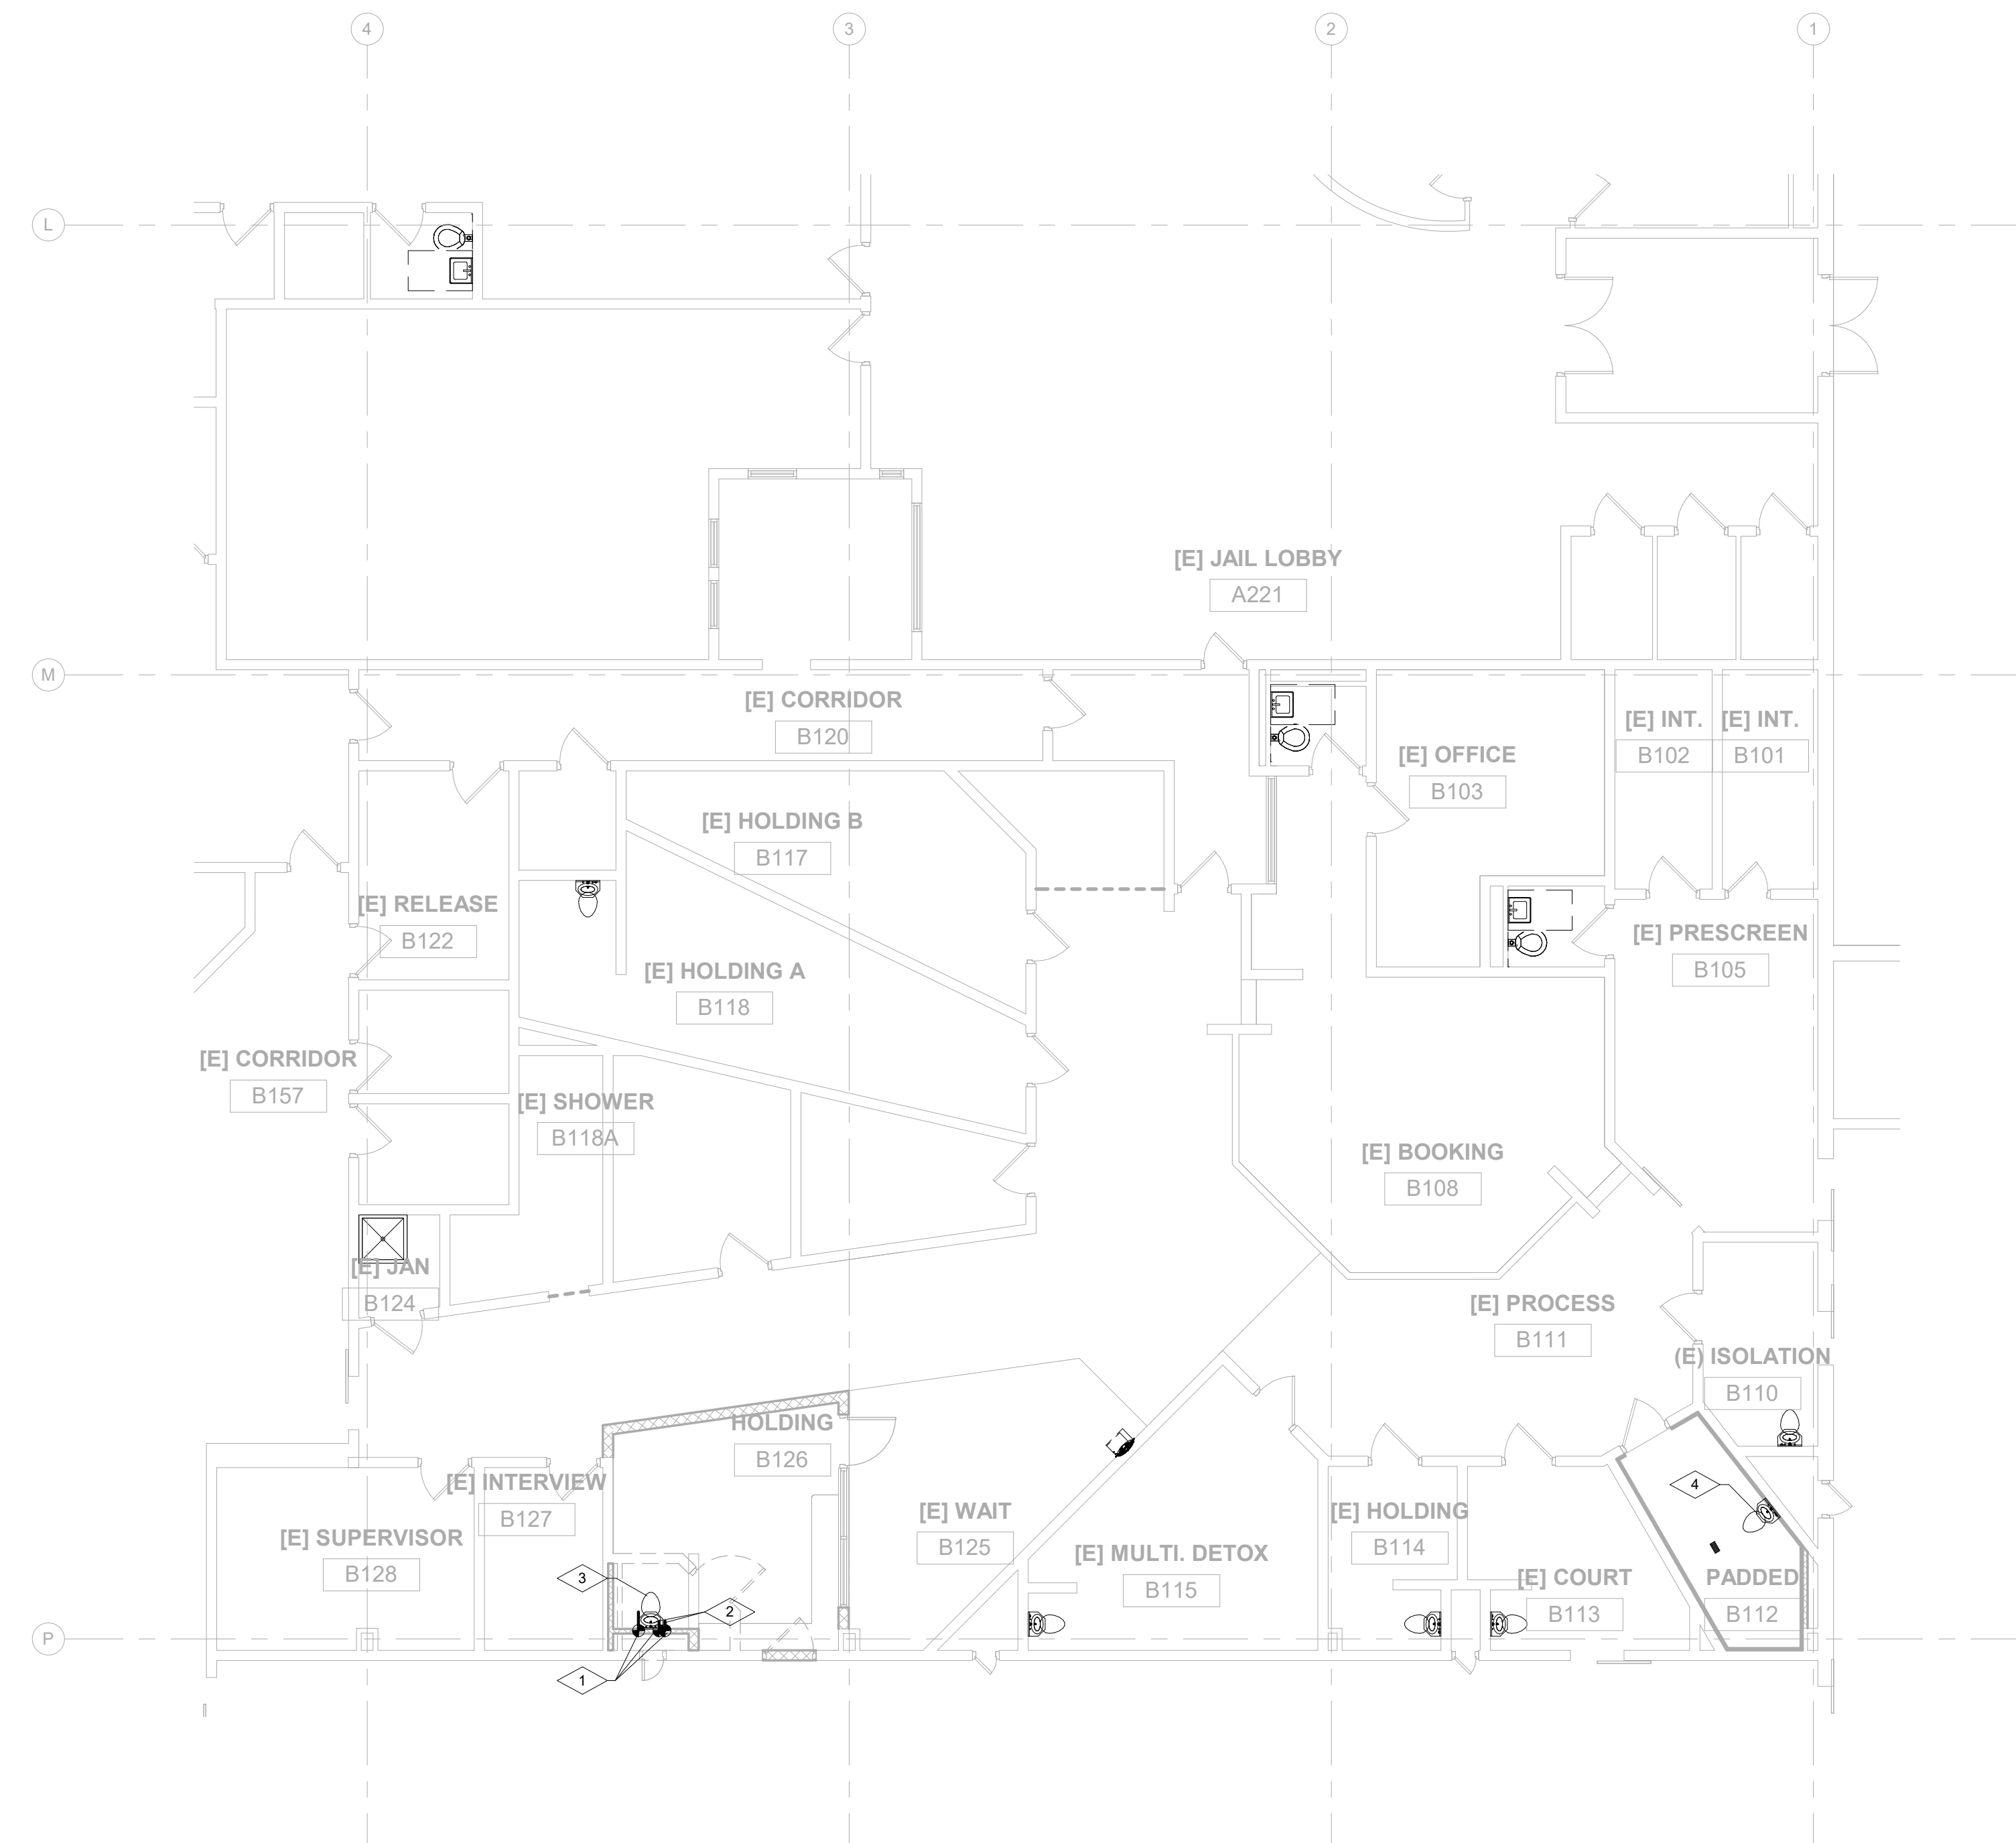 4
3
2
1
L
[E] JAIL LOBBY
A221
M
[E] CORRIDOR
B120
[E] INT.
B102
[E] INT.
B101
[E] OFFICE
B103
[E] HOLDING B
B117
[E] RELEASE
B122
[E] PRESCREEN
B105
[E] HOLDING A
B118
[E] CORRIDOR
B157
[E] SHOWER
B118A
[E] BOOKING
B108
[E] JAN
B124
[E] PROCESS
B111
(E) ISOLATION
B110
HOLDING
B126
[E] INTERVIEW
B127
[E] WAIT
B125
[E] HOLDING
B114
4
[E] SUPERVISOR
B128
[E] MULTI. DETOX
B115
[E] COURT
B113
PADDED
B112
3
2
P
1